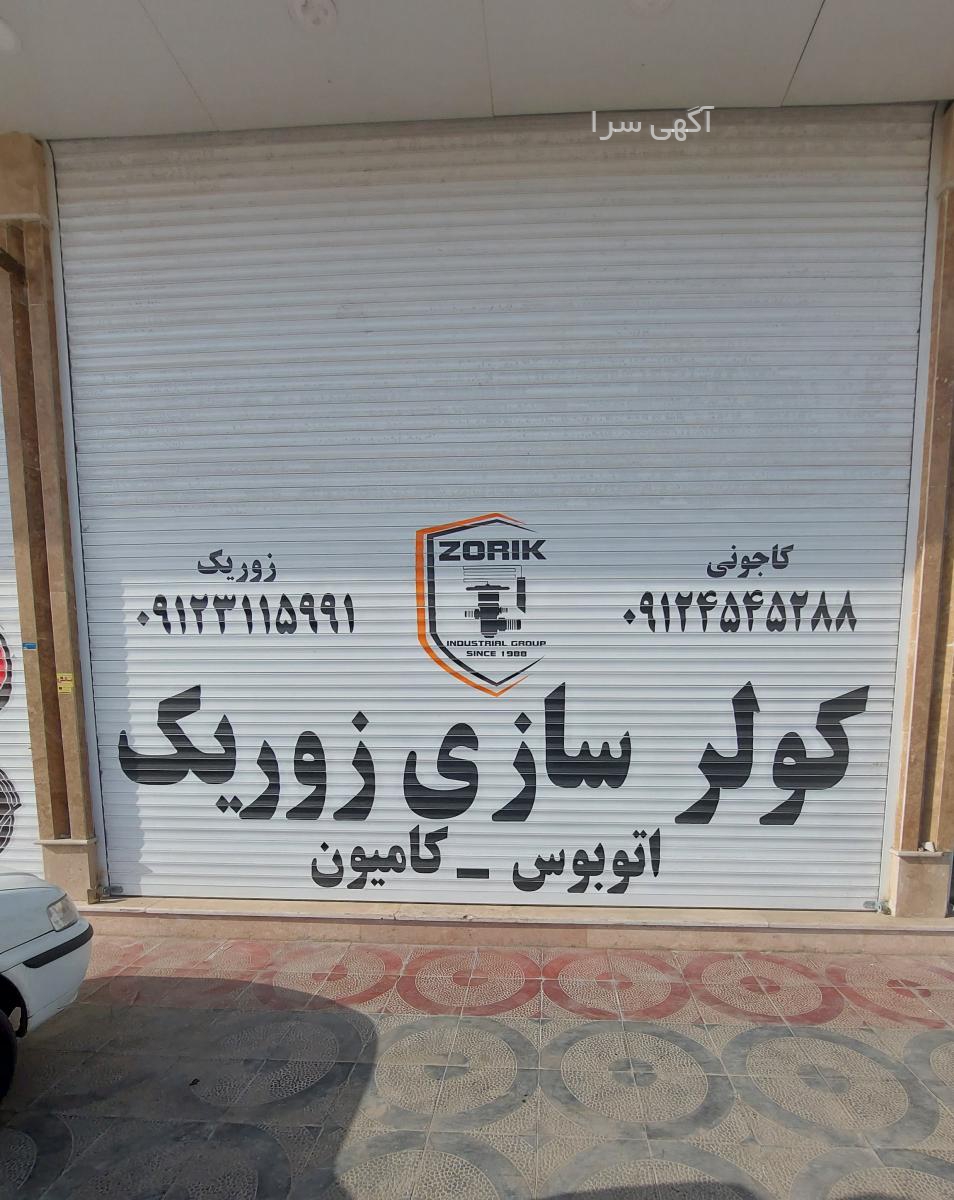 آگهی سرا
کاجونی
۰۹۱۲۴۵۴۵۲۸۸
ZORIK
INDUSTRIAL GROUP
SINCE 1988
زوریک
۰۹۱۲۳۱۱۵۹۹۱
کولر سازی زوریک
اتوبوس _ کامیون